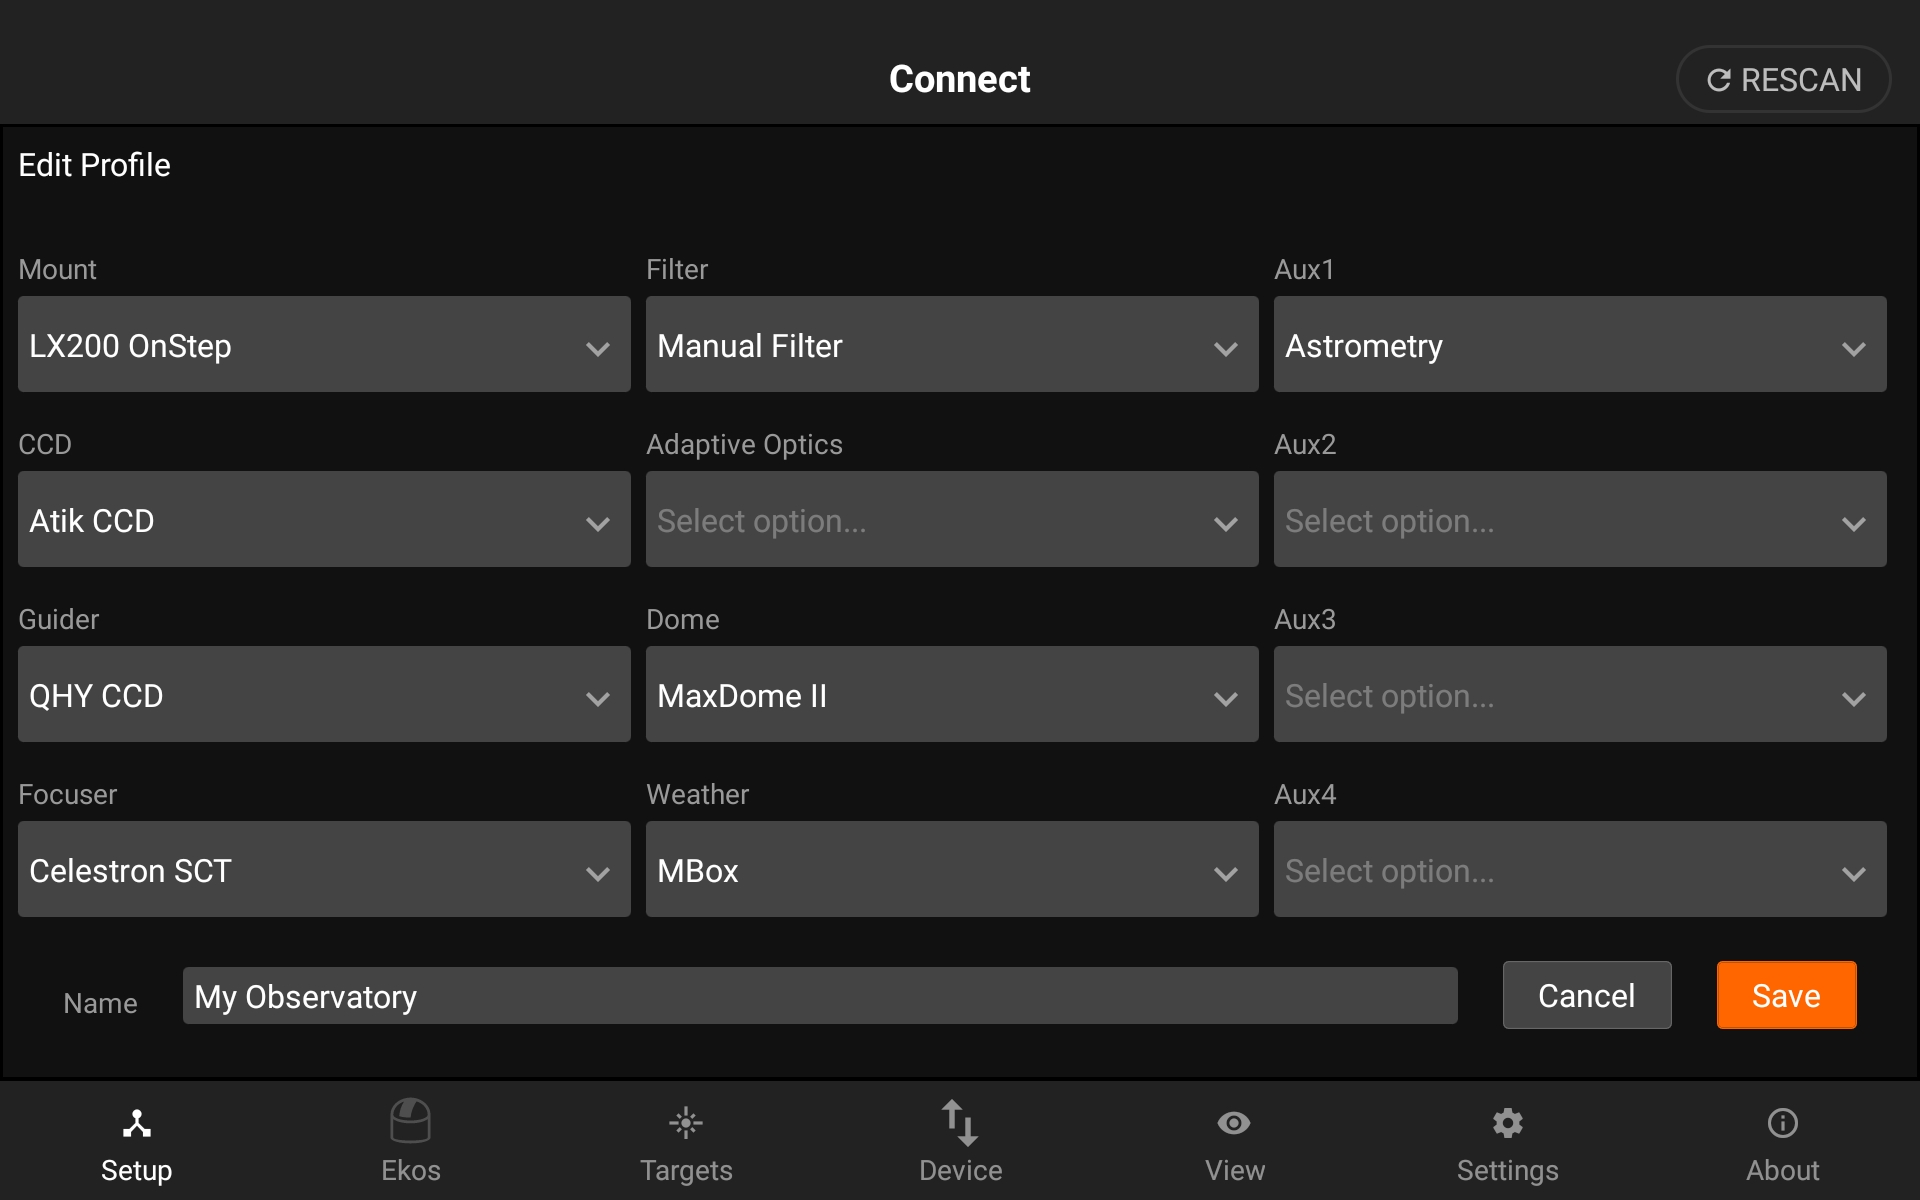 Connect
RESCAN
Edit Profile
Mount
Filter
Aux1
LX200 OnStep
Manual Filter
Astrometry
CCD
Adaptive Optics
Aux2
Atik CCD
Select option...
Select option...
Guider
Dome
Aux3
QHY CCD
MaxDome II
Select option...
Focuser
Weather
Aux4
Celestron SCT
MBox
Select option...
Name
My Observatory
Cancel
Save
Setup
Ekos
Targets
Device
View
Settings
About